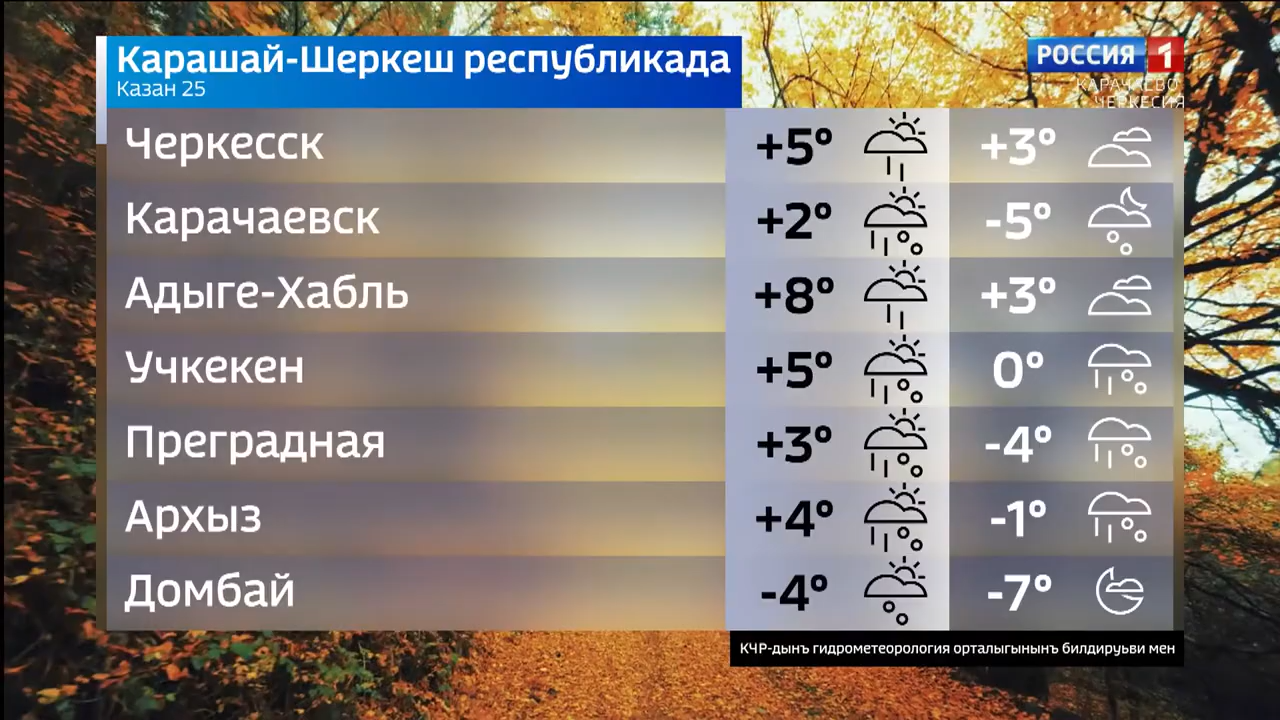 Карашай-Шеркеш республикада
Казан 25
РОССИЯ 1
КАРАЧАЕВО
ЧЕРКЕСИЯ
Черкесск +5° +3°
Карачаевск +2° -5°
Адыге-Хабль +8° +3°
Учкекен +5° 0°
Преградная +3° -4°
Архыз +4° -1°
Домбай -4° -7°
КЧР-дынъ гидрометеорология орталыгынынъ билдируьви мен